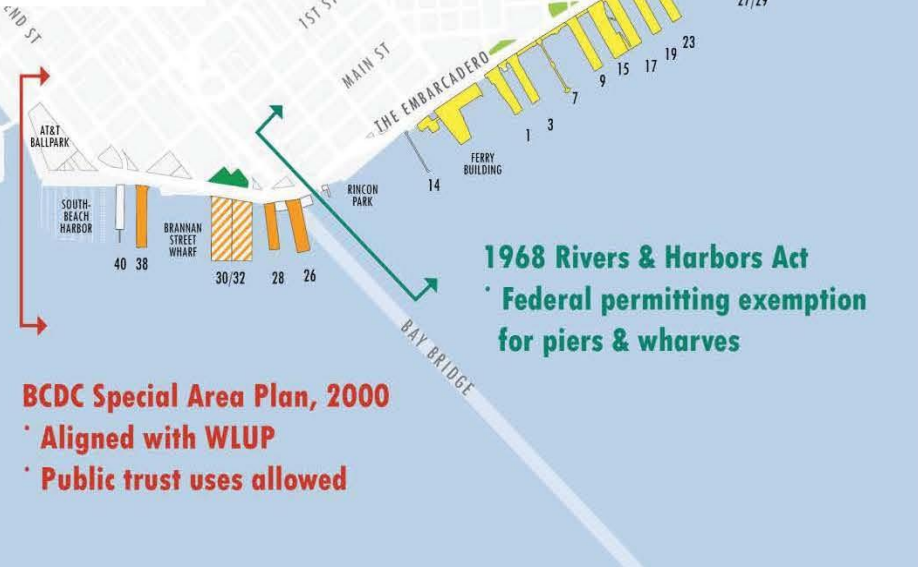 27/29
2ND ST
1ST ST
MAIN ST
THE EMBARCADERO
23
19
17
15
9
7
3
1
FERRY
BUILDING
14
AT&T
BALLPARK
RINCON
PARK
SOUTH-
BEACH
HARBOR
BRANNAN
STREET
WHARF
40
38
30/32
28
26
BAY BRIDGE
1968 Rivers & Harbors Act
· Federal permitting exemption
for piers & wharves
BCDC Special Area Plan, 2000
· Aligned with WLUP
· Public trust uses allowed